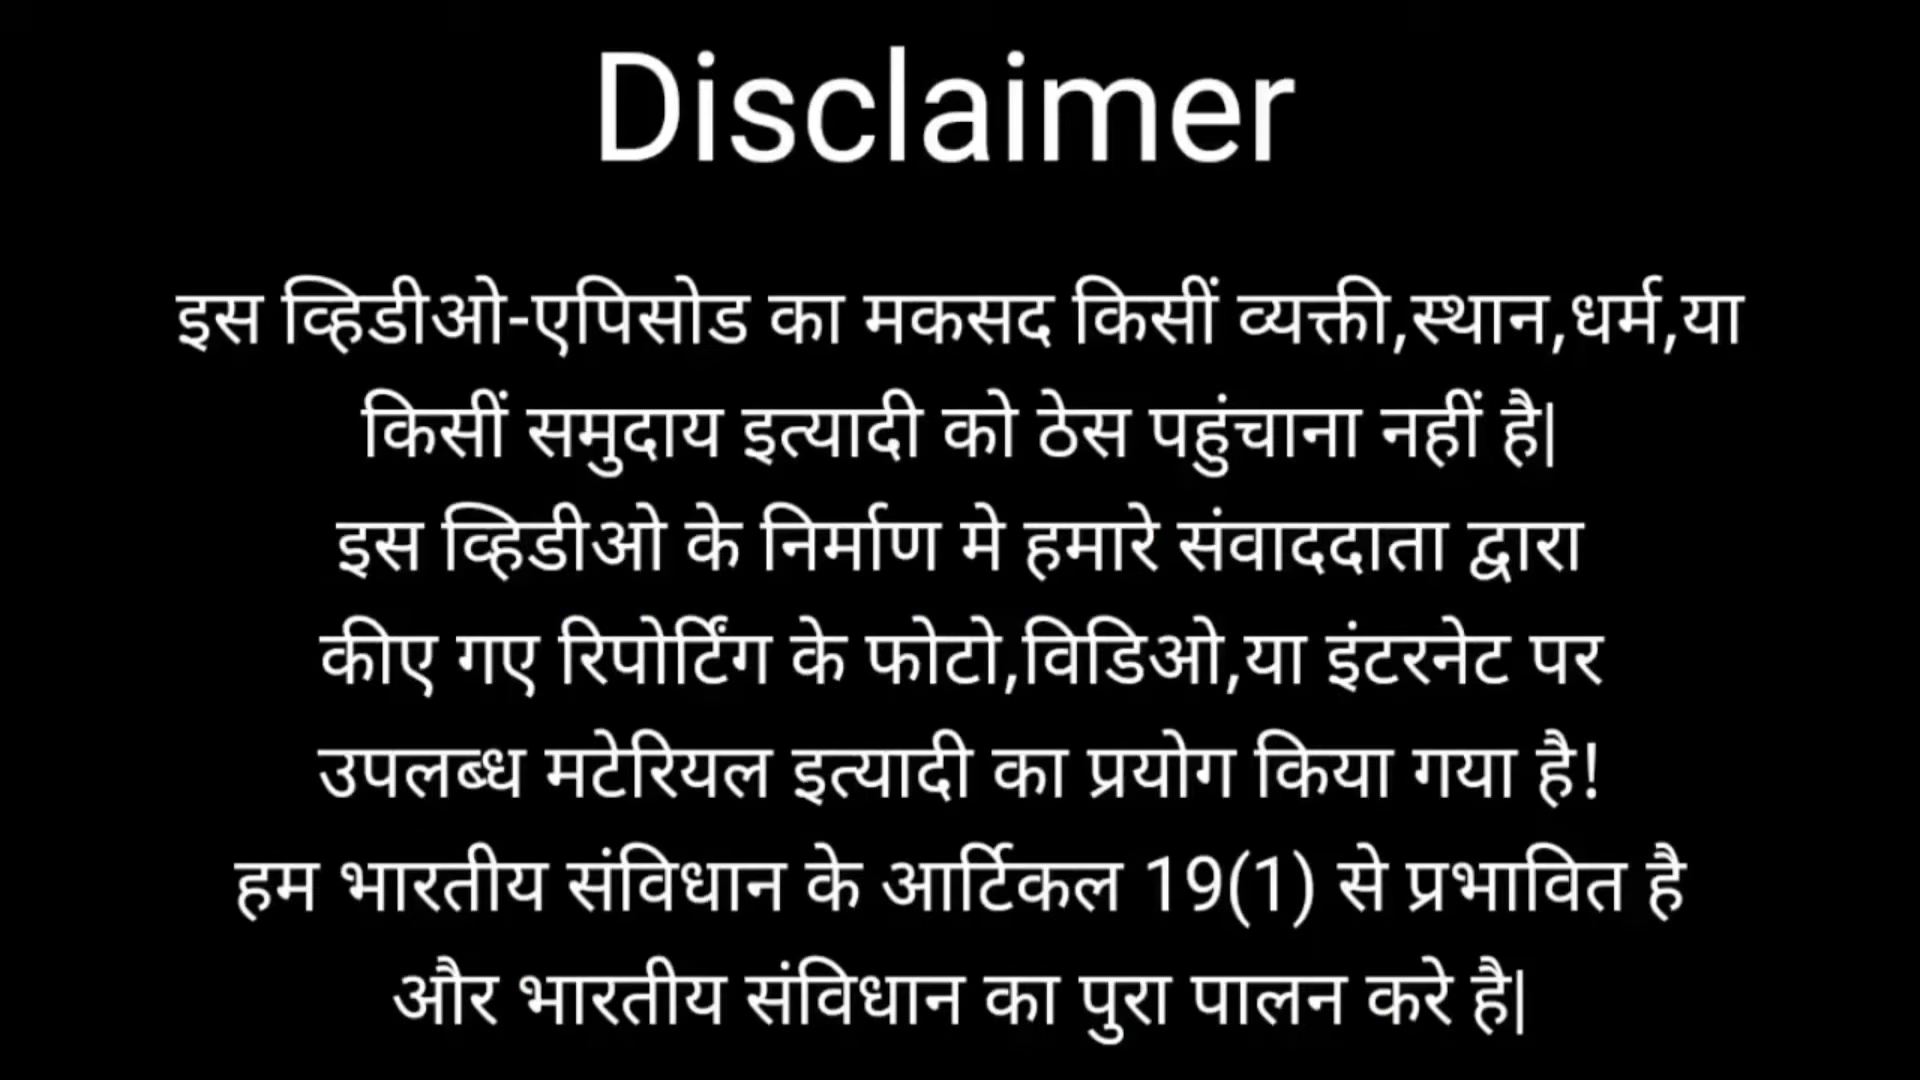 Disclaimer
इस व्हिडीओ-एपिसोड का मकसद किसीं व्यक्ती,स्थान,धर्म,या
किसीं समुदाय इत्यादी को ठेस पहुंचाना नहीं है|
इस व्हिडीओ के निर्माण मे हमारे संवाददाता द्वारा
कीए गए रिपोर्टिंग के फोटो,विडिओ,या इंटरनेट पर
उपलब्ध मटेरियल इत्यादी का प्रयोग किया गया है!
हम भारतीय संविधान के आर्टिकल 19(1) से प्रभावित है
और भारतीय संविधान का पुरा पालन करे है|